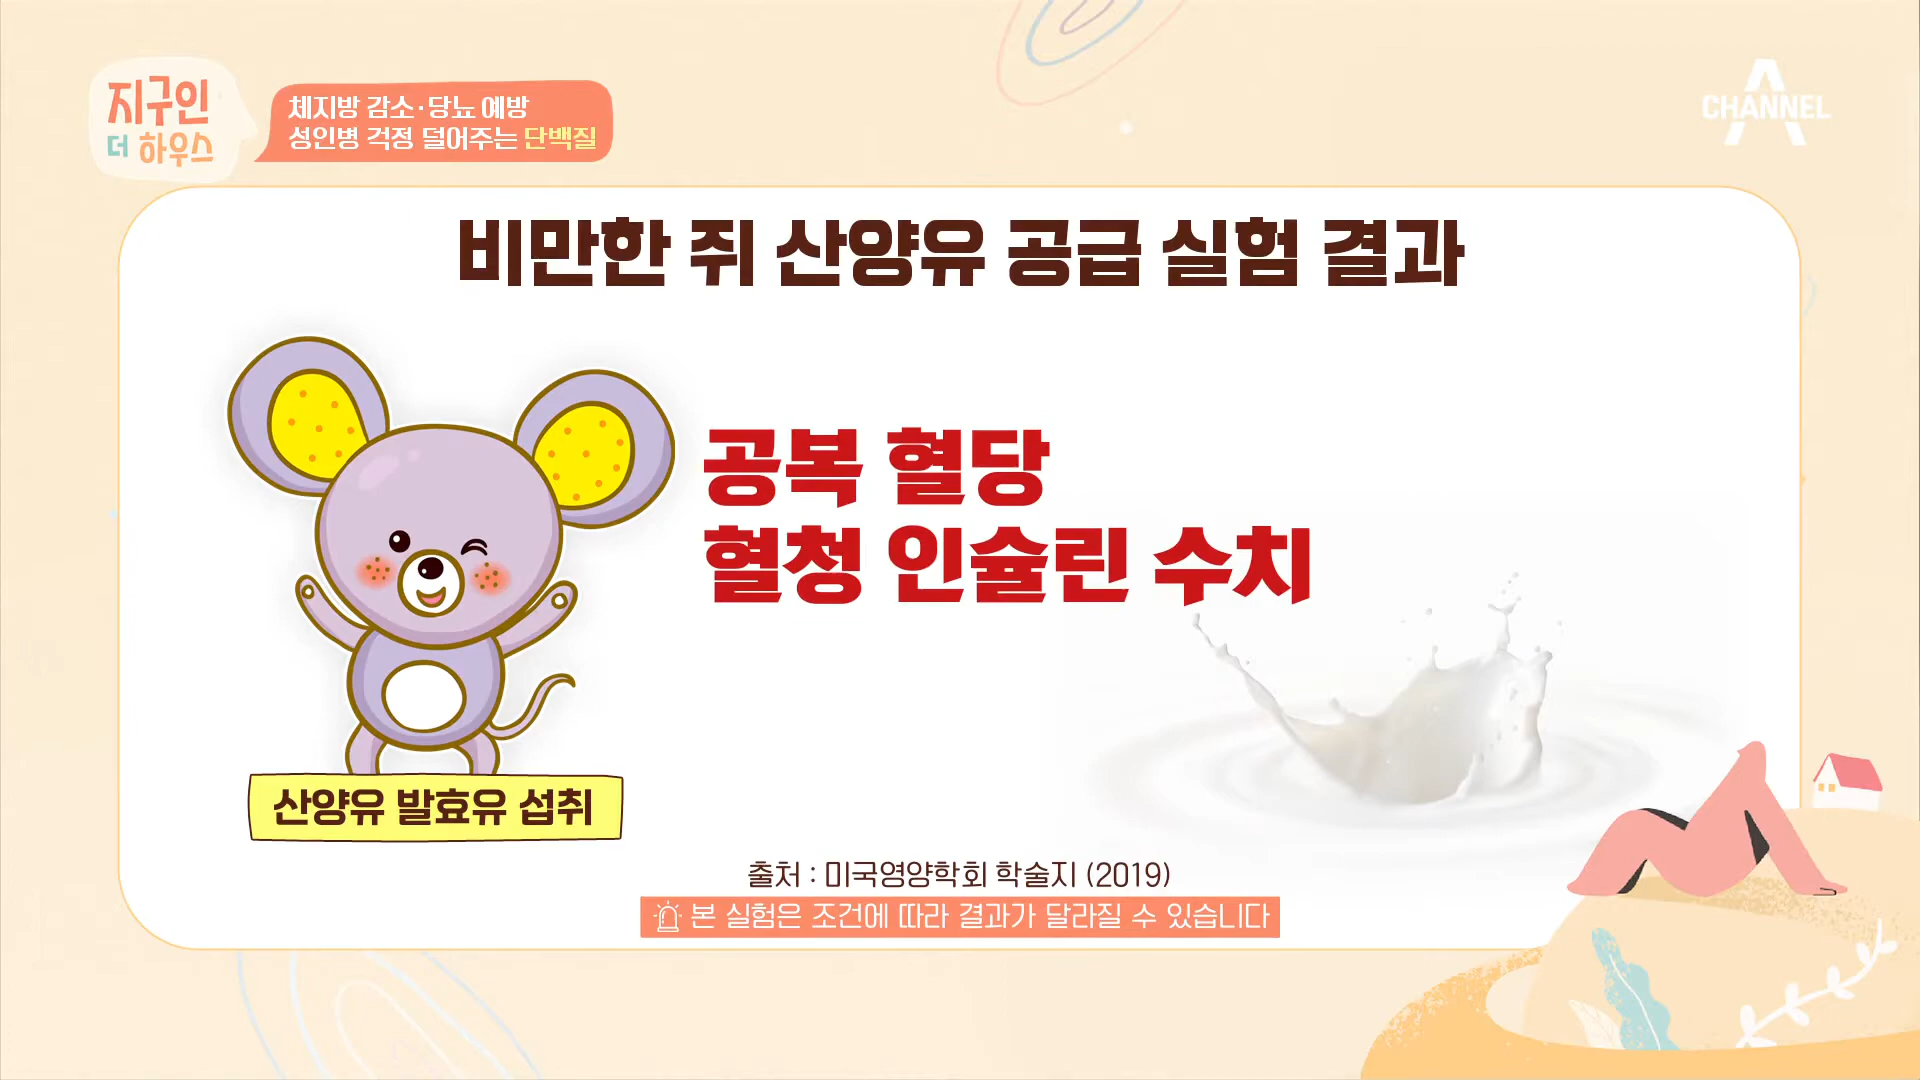 지구인
더 하우스
체지방 감소·당뇨 예방
성인병 걱정 덜어주는 단백질
CHANNEL A
비만한 쥐 산양유 공급 실험 결과
공복 혈당
혈청 인슐린 수치
산양유 발효유 섭취
출처 : 미국영양학회 학술지 (2019)
본 실험은 조건에 따라 결과가 달라질 수 있습니다